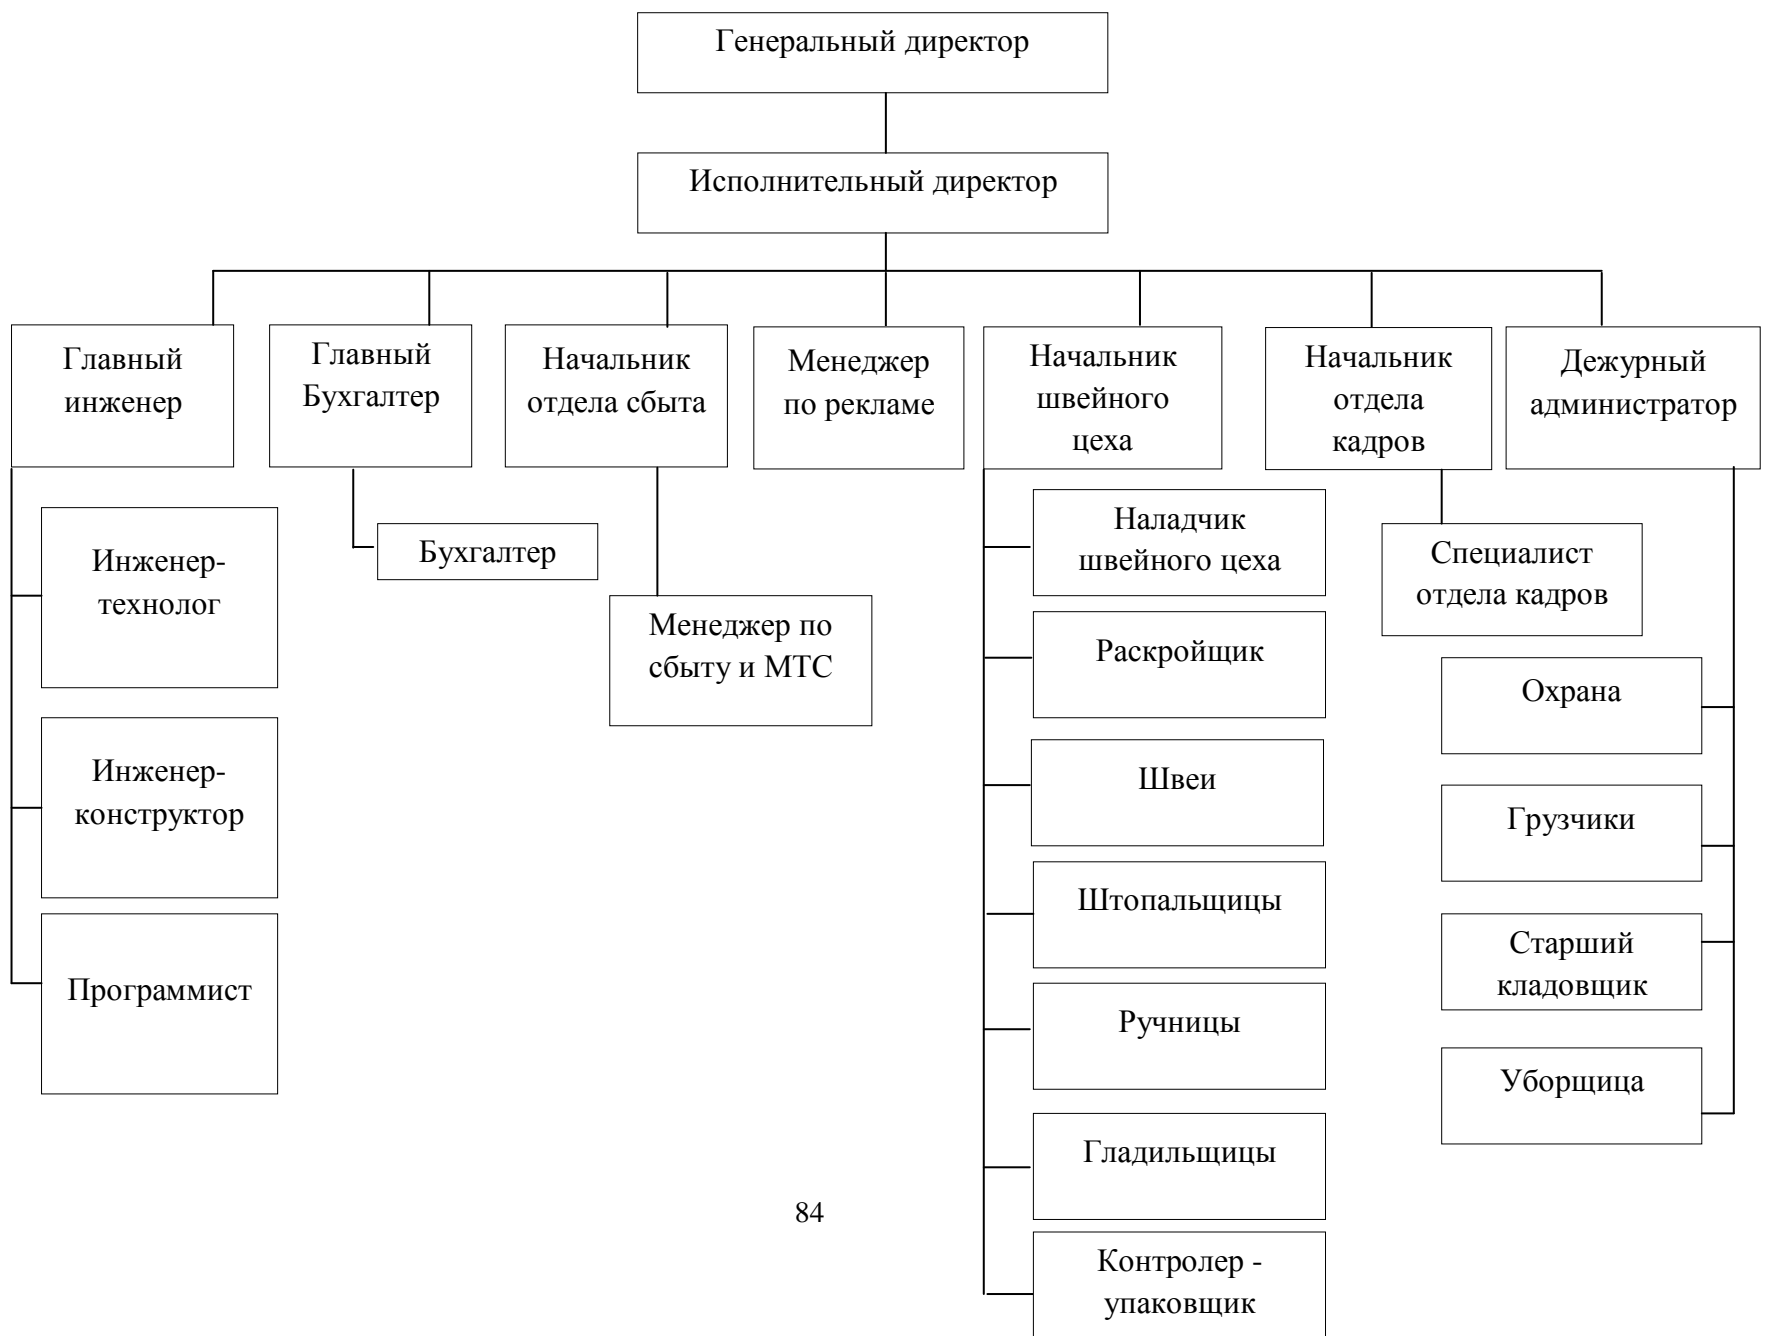 Генеральный директор
Исполнительный директор
Главный
инженер
Главный
Бухгалтер
Начальник
отдела сбыта
Менеджер
по рекламе
Начальник
швейного
цеха
Начальник
отдела
кадров
Дежурный
администратор
Инженер-
технолог
Инженер-
конструктор
Программист
Бухгалтер
Менеджер по
сбыту и МТС
Наладчик
швейного цеха
Раскройщик
Швеи
Штопальщицы
Ручницы
Гладильщицы
Контролер -
упаковщик
Специалист
отдела кадров
Охрана
Грузчики
Старший
кладовщик
Уборщица
84